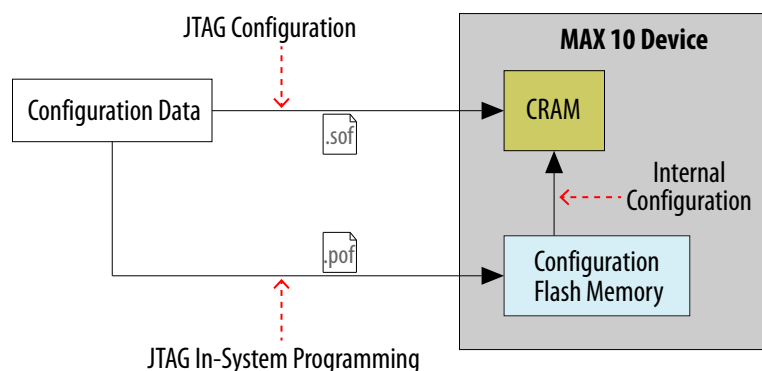 JTAG Configuration
MAX 10 Device
Configuration Data
CRAM
.sof
Internal
Configuration
.pof
Configuration
Flash Memory
JTAG In-System Programming